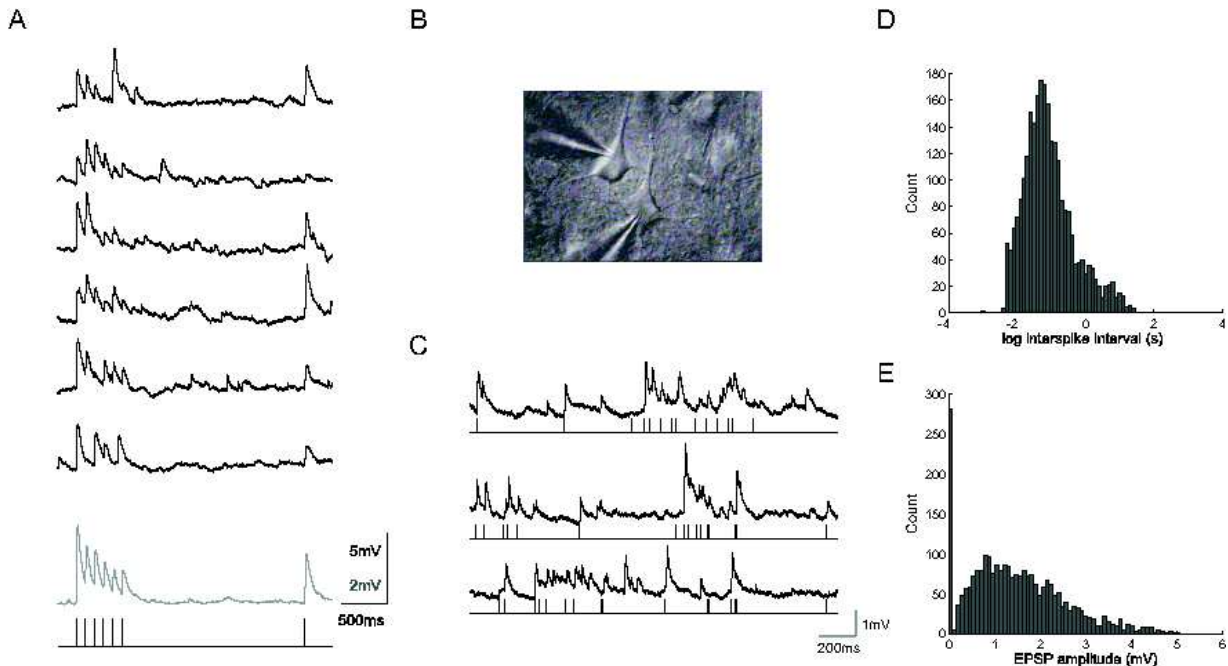 A
5mV
2mV
500ms
B
C
1mV
200ms
D
180
160
140
120
100
80
60
40
20
0
Count
-4
-2
0
2
4
log Interspike Interval (s)
E
300
250
200
150
100
50
0
Count
0
1
2
3
4
5
6
EPSP amplitude (mV)